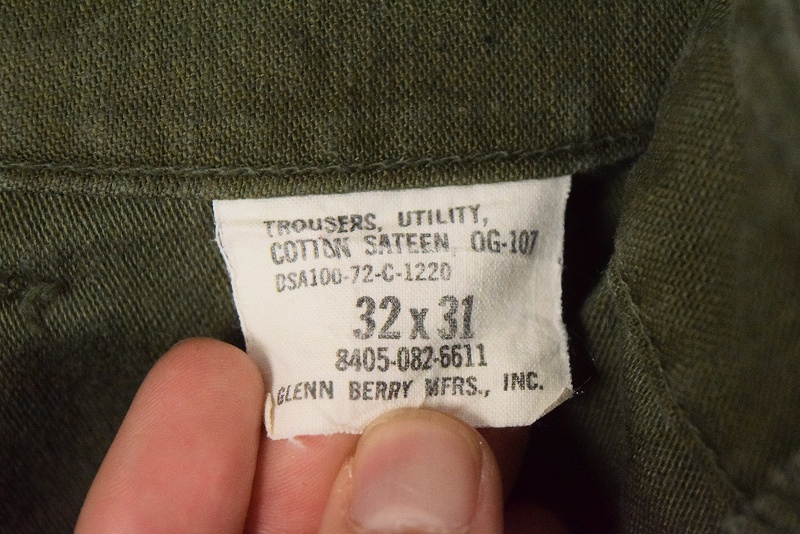 TROUSERS, UTILITY,
COTTON SATEEN, OG-107
DSA100-72-C-1220
32 x 31
8405-082-6611
GLENN BERRY MFRS., INC.